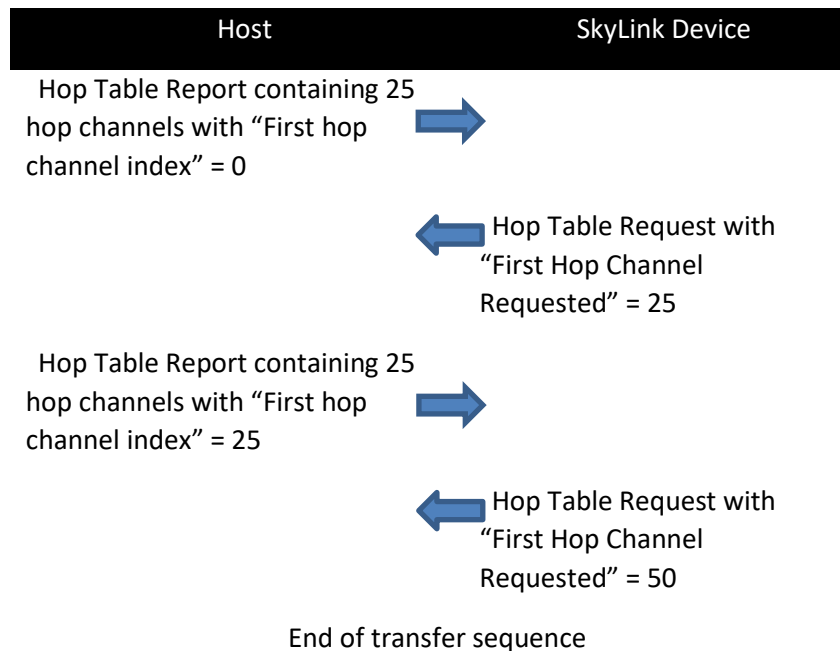 Host SkyLink Device
Hop Table Report containing 25
hop channels with “First hop
channel index” = 0
Hop Table Request with
“First Hop Channel
Requested” = 25
Hop Table Report containing 25
hop channels with “First hop
channel index” = 25
Hop Table Request with
“First Hop Channel
Requested” = 50
End of transfer sequence